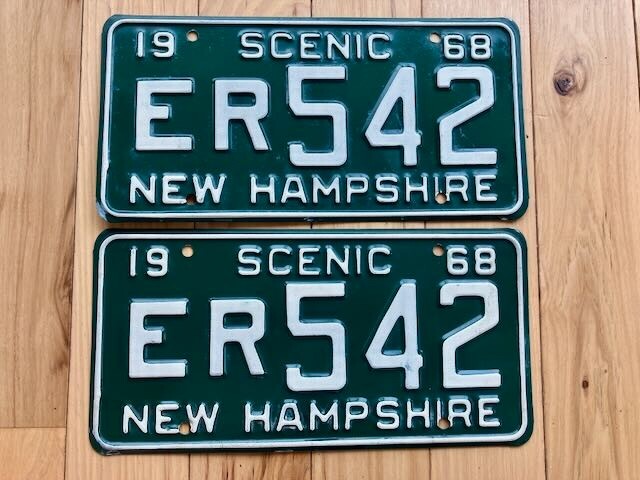 19 SCENIC 68
ER542
NEW HAMPSHIRE
19 SCENIC 68
ER542
NEW HAMPSHIRE